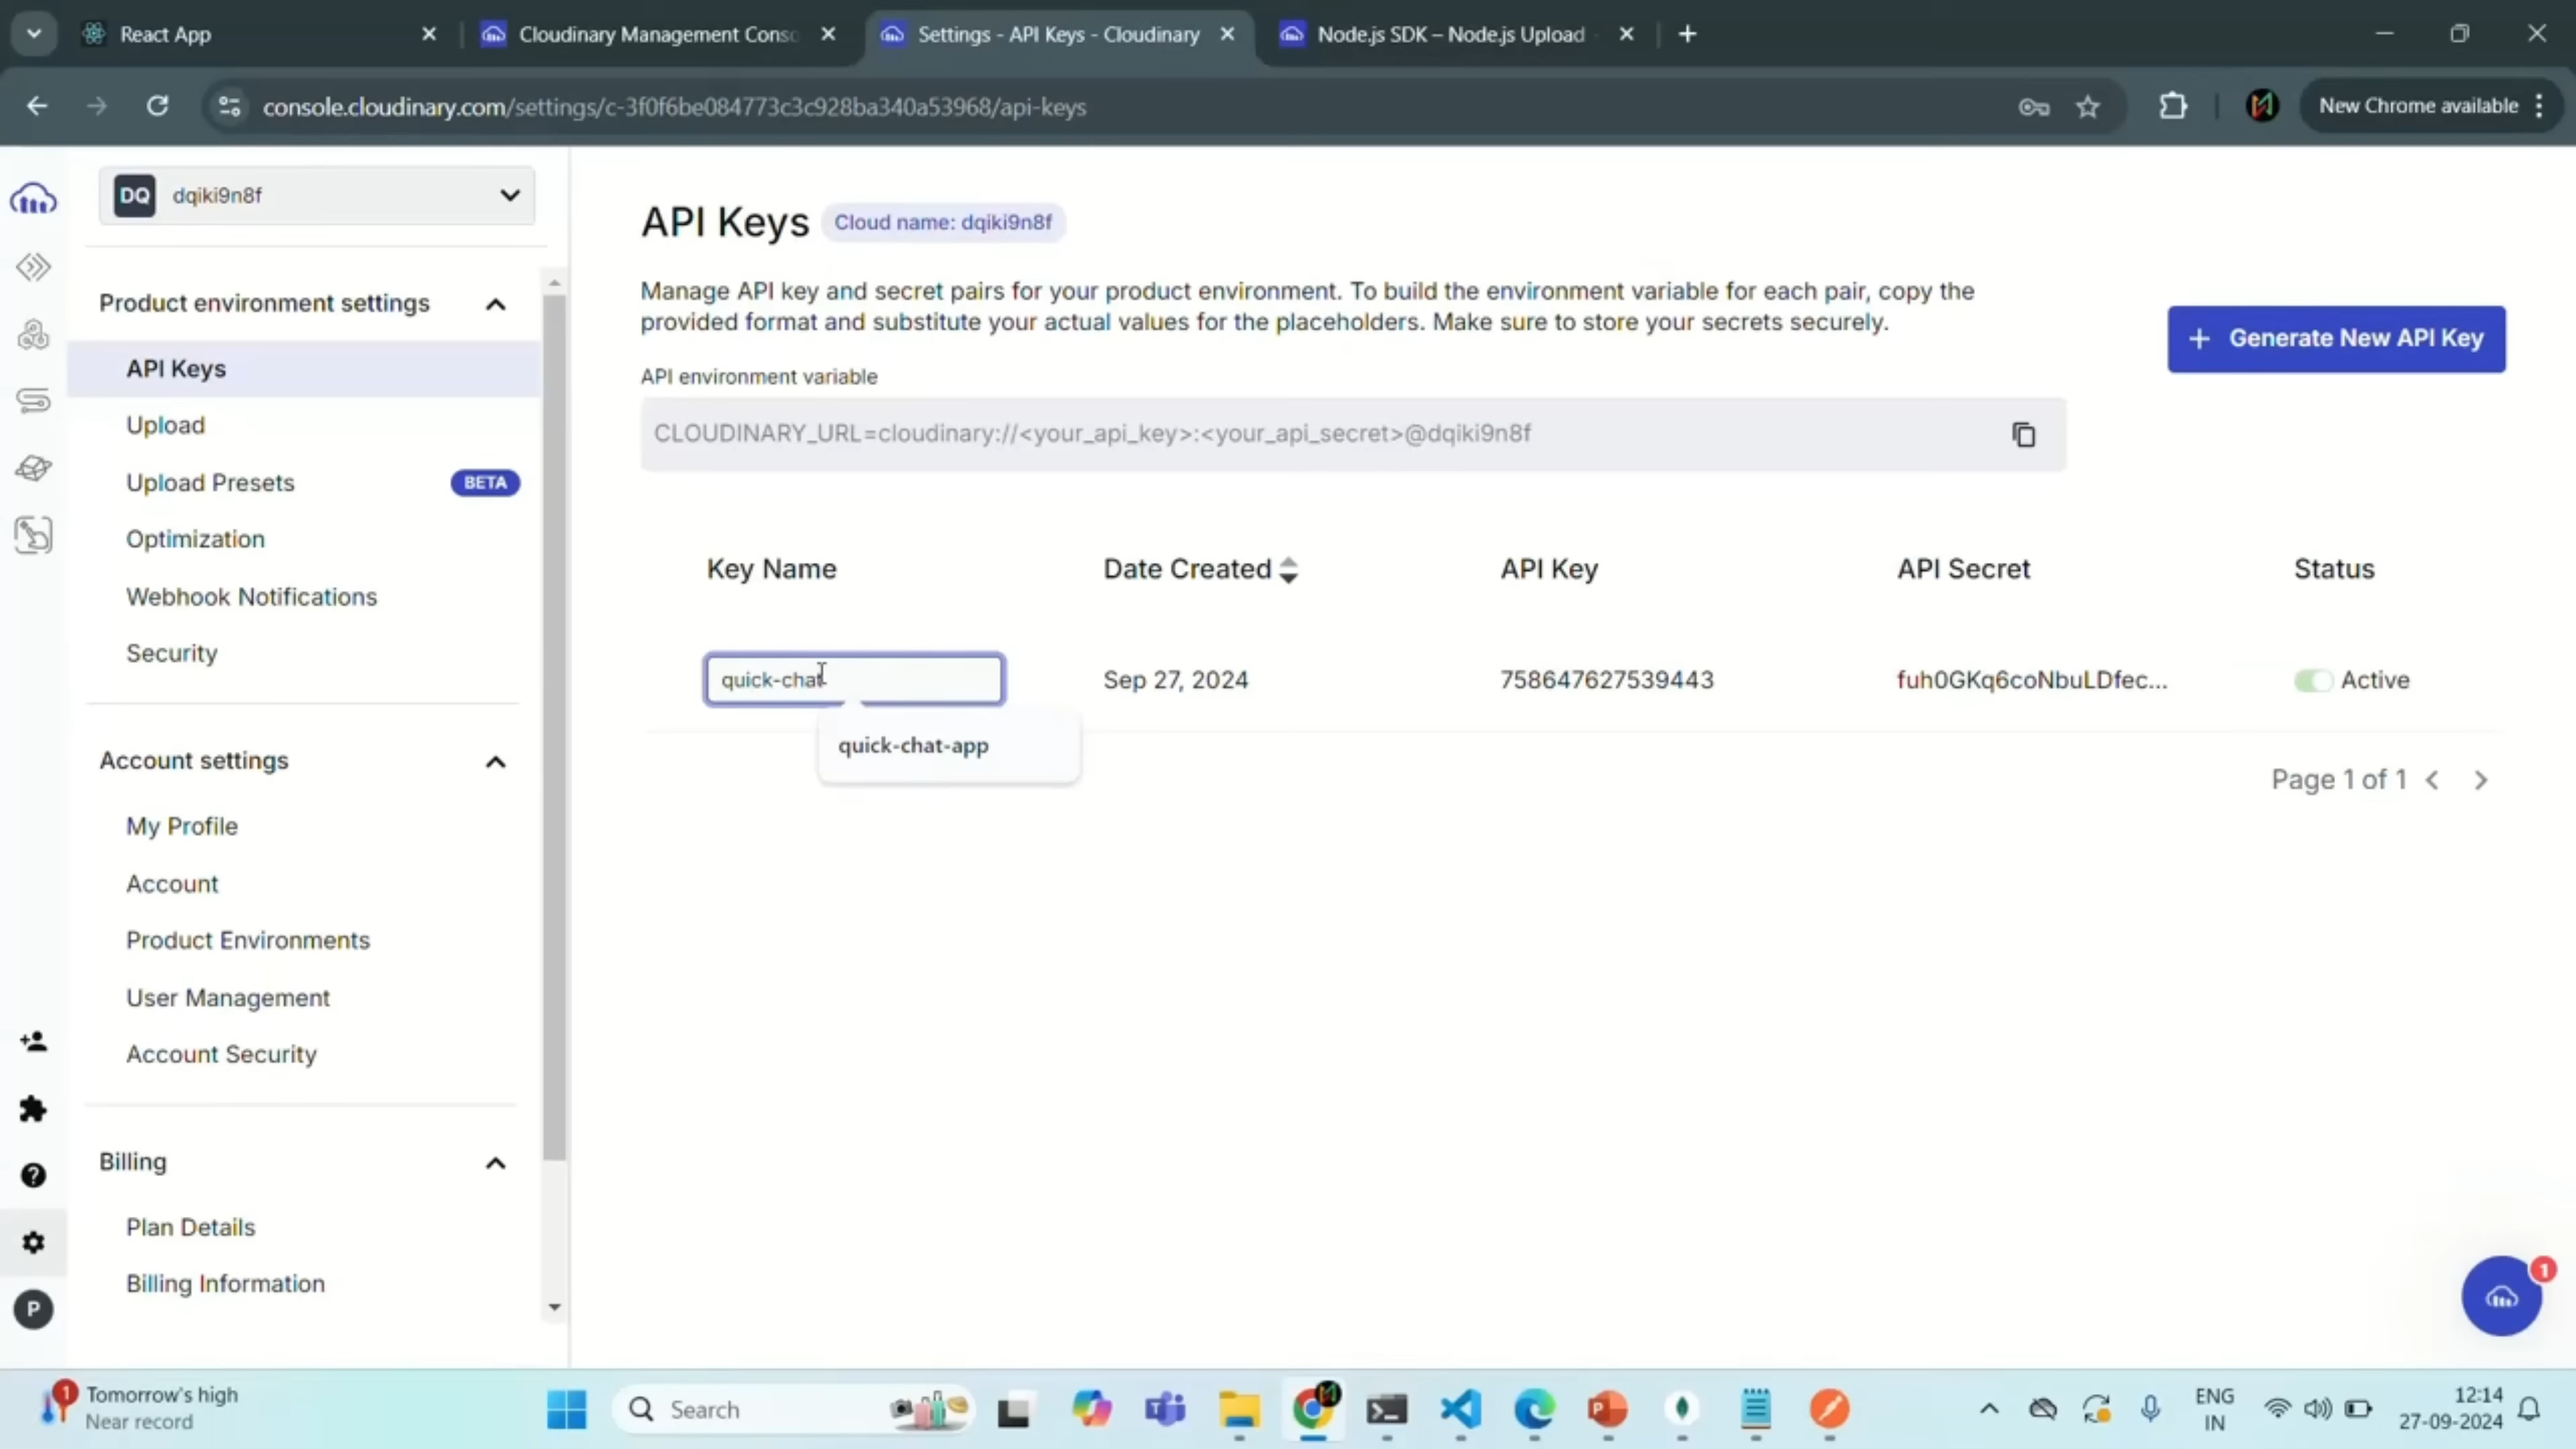 React App
Cloudinary Management Conso
Settings - API Keys - Cloudinary
Node.js SDK – Node.js Upload
console.cloudinary.com/settings/c-3f0f6be084773c3c928ba340a53968/api-keys
New Chrome available
DQ dqiki9n8f
Product environment settings
API Keys
Upload
Upload Presets BETA
Optimization
Webhook Notifications
Security
Account settings
My Profile
Account
Product Environments
User Management
Account Security
Billing
Plan Details
Billing Information
P
API Keys Cloud name: dqiki9n8f
Manage API key and secret pairs for your product environment. To build the environment variable for each pair, copy the
provided format and substitute your actual values for the placeholders. Make sure to store your secrets securely.
Generate New API Key
API environment variable
CLOUDINARY_URL=cloudinary://<your_api_key>:<your_api_secret>@dqiki9n8f
Key Name Date Created API Key API Secret Status
quick-chat Sep 27, 2024 758647627539443 fuh0GKq6coNbuLDfec... Active
quick-chat-app
Page 1 of 1
1
1
Tomorrow's high
Near record
Search
ENG
IN
12:14
27-09-2024